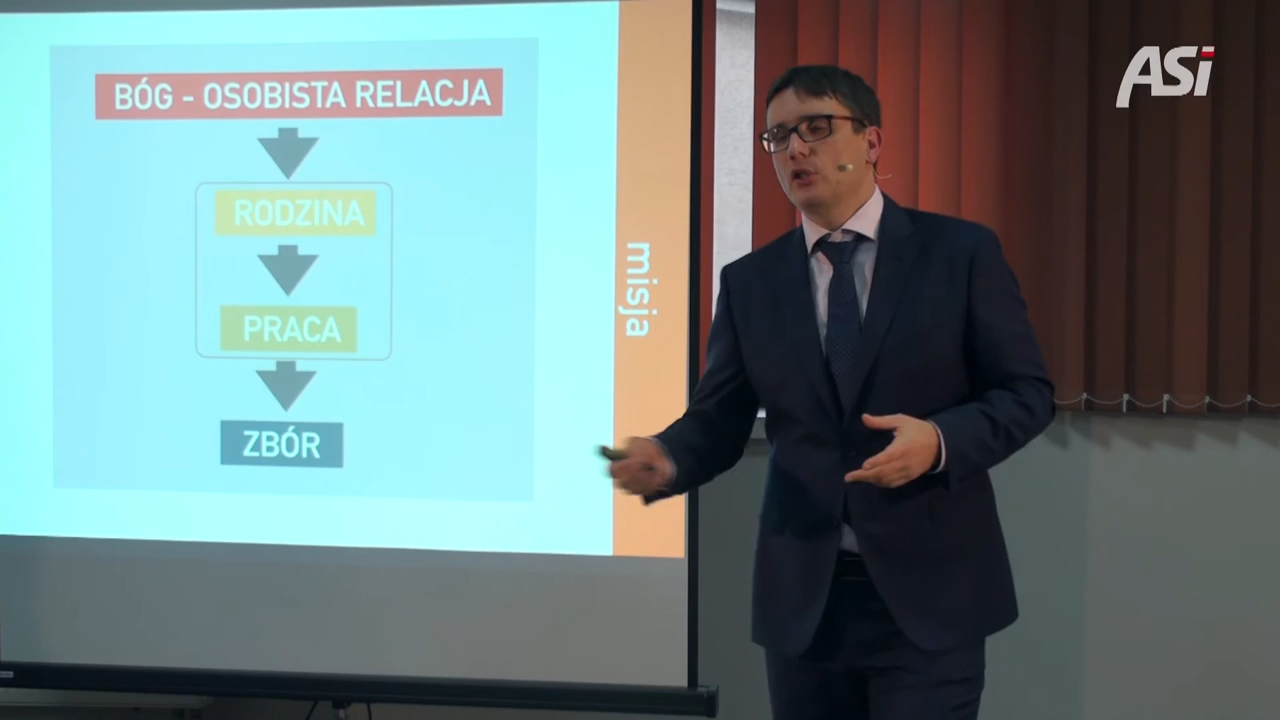 BÓG - OSOBISTA RELACJA
RODZINA
PRACA
ZBÓR
misja
ASi